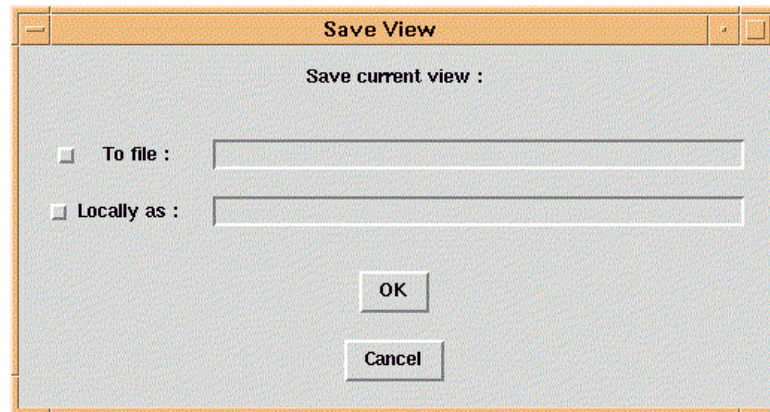 Save View
Save current view :
To file :
Locally as :
OK
Cancel